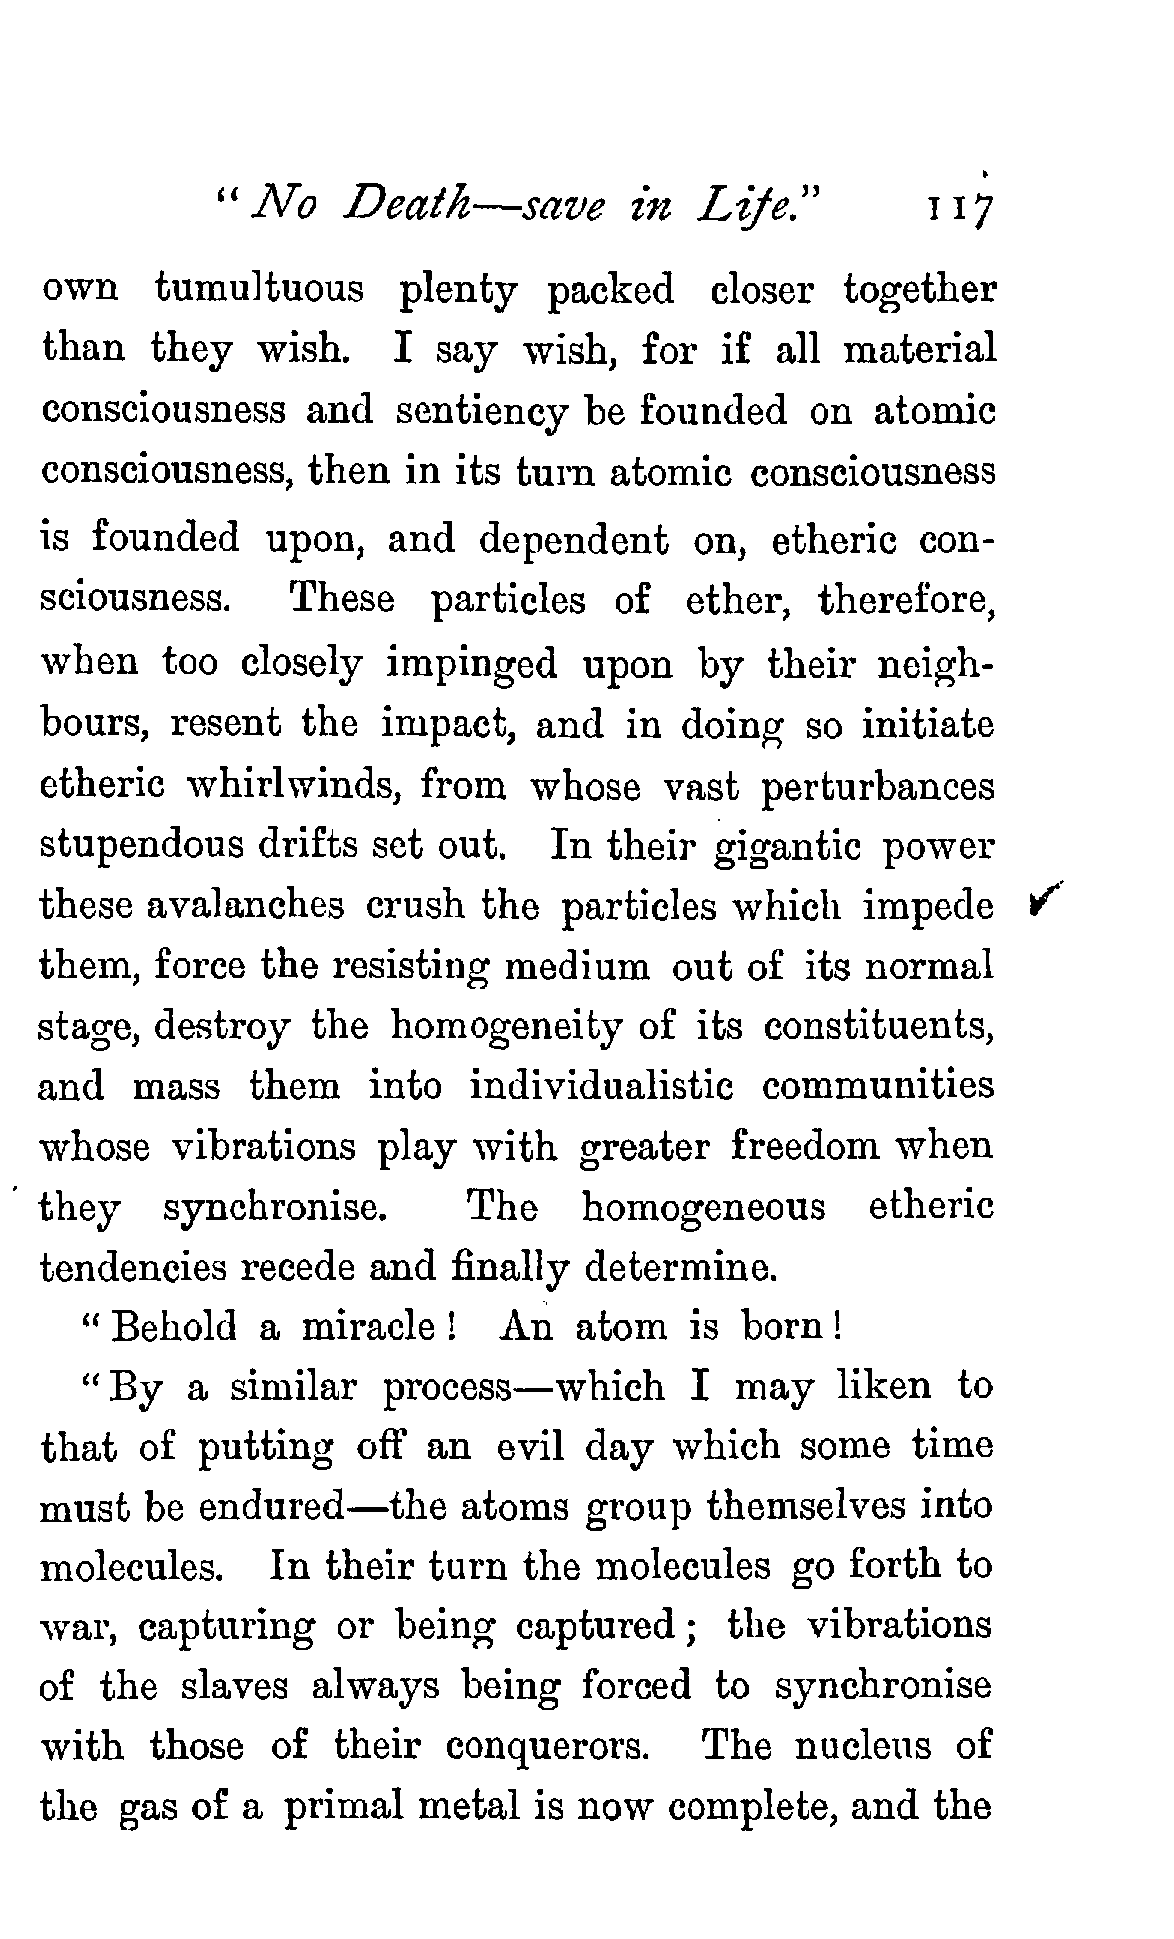 " No Death—save in Life." 117
own tumultuous plenty packed closer together
than they wish. I say wish, for if all material
consciousness and sentiency be founded on atomic
consciousness, then in its turn atomic consciousness
is founded upon, and dependent on, etheric con-
sciousness. These particles of ether, therefore,
when too closely impinged upon by their neigh-
bours, resent the impact, and in doing so initiate
etheric whirlwinds, from whose vast perturbances
stupendous drifts set out. In their gigantic power
these avalanches crush the particles which impede
them, force the resisting medium out of its normal
stage, destroy the homogeneity of its constituents,
and mass them into individualistic communities
whose vibrations play with greater freedom when
they synchronise. The homogeneous etheric
tendencies recede and finally determine.
" Behold a miracle ! An atom is born !
" By a similar process—which I may liken to
that of putting off an evil day which some time
must be endured—the atoms group themselves into
molecules. In their turn the molecules go forth to
war, capturing or being captured ; the vibrations
of the slaves always being forced to synchronise
with those of their conquerors. The nucleus of
the gas of a primal metal is now complete, and the